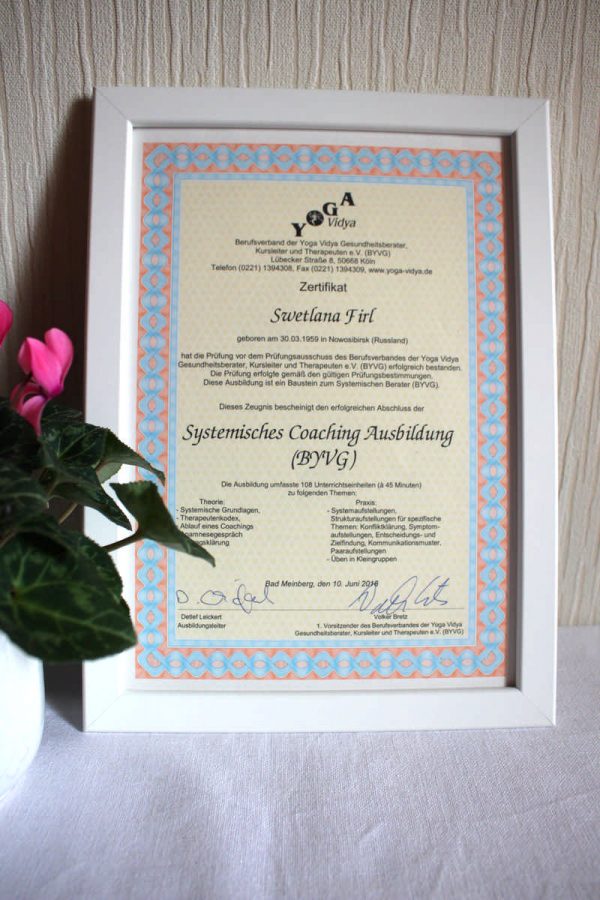 YOGA
Vidya
Berufsverband der Yoga Vidya Gesundheitsberater,
Kursleiter und Therapeuten e.V. (BYVG)
Lübecker Straße 8, 50668 Köln
Telefon (0221) 1394308, Fax (0221) 1394309, www.yoga-vidya.de
Zertifikat
Swetlana Firl
geboren am 30.03.1959 in Nowosibirsk (Russland)
hat die Prüfung vor dem Prüfungsausschuss des Berufsverbandes der Yoga Vidya
Gesundheitsberater, Kursleiter und Therapeuten e.V. (BYVG) erfolgreich bestanden.
Die Prüfung erfolgte gemäß den gültigen Prüfungsbestimmungen.
Diese Ausbildung ist ein Baustein zum Systemischen Berater (BYVG).
Dieses Zeugnis bescheinigt den erfolgreichen Abschluss der
Systemisches Coaching Ausbildung
(BYVG)
Die Ausbildung umfasste 108 Unterrichtseinheiten (à 45 Minuten)
zu folgenden Themen:
Theorie:
- Systemische Grundlagen,
- Therapeutenkodex,
- Ablauf eines Coachings
Praxis:
- Systemaufstellungen,
Strukturaufstellungen für spezifische
Themen: Konfliktklärung, Symptom-
aufstellungen, Entscheidungs- und
Zielfindung, Kommunikationsmuster,
Paaraufstellungen
- Üben in Kleingruppen
Bad Meinberg, den 10. Juni 2016
Detlef Leickert
Ausbildungsleiter
Volker Bretz
1. Vorsitzender des Berufsverbandes der Yoga Vidya
Gesundheitsberater, Kursleiter und Therapeuten e.V. (BYVG)